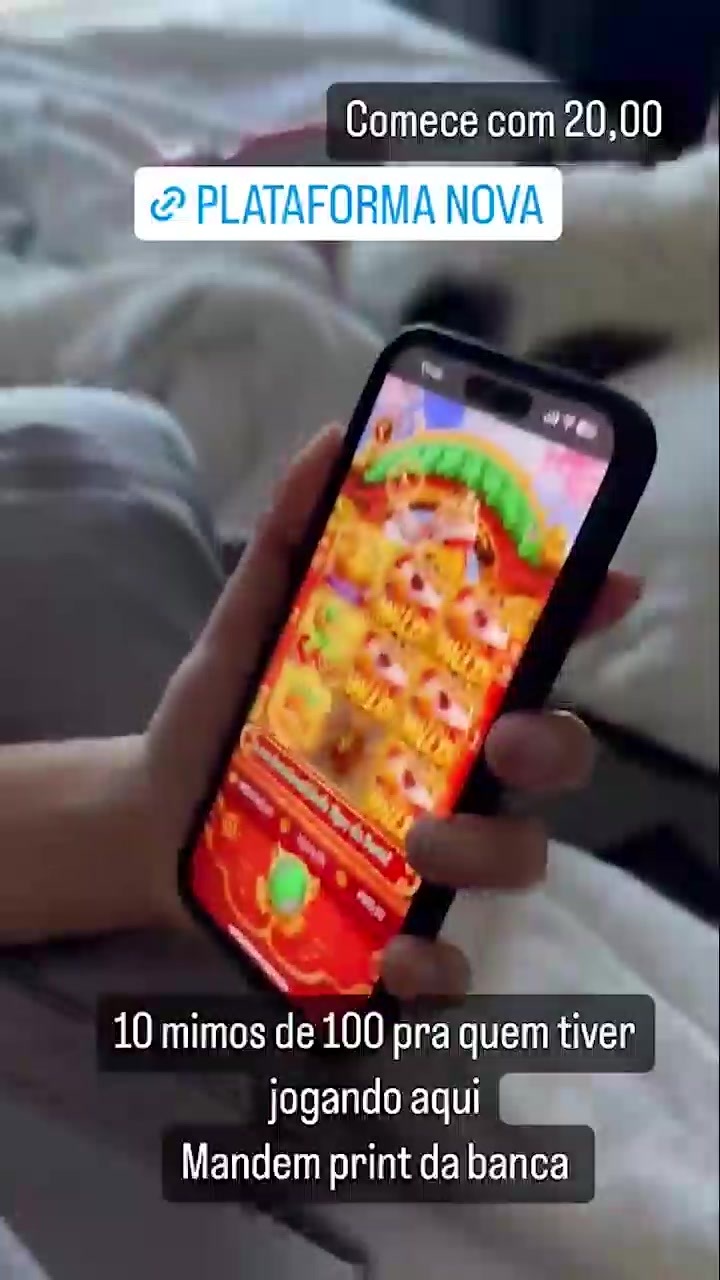 Comece com 20,00
PLATAFORMA NOVA
10 mimos de 100 pra quem tiver
jogando aqui
Mandem print da banca